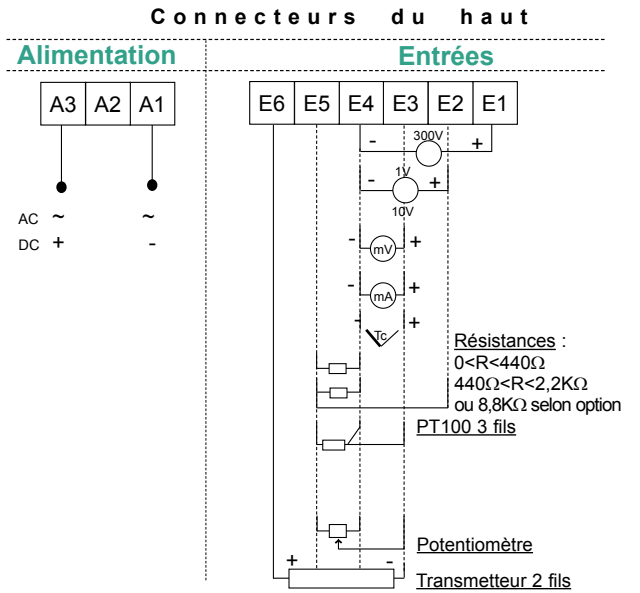 Connecteurs du haut
Alimentation
Entrées
A3 A2 A1
E6 E5 E4 E3 E2 E1
- 300V +
1V
- +
10V
AC ~ ~
DC + -
- mV +
- mA +
- Tc +
Résistances :
0<R<440Ω
440Ω<R<2,2KΩ
ou 8,8KΩ selon option
PT100 3 fils
Potentiomètre
+ -
Transmetteur 2 fils